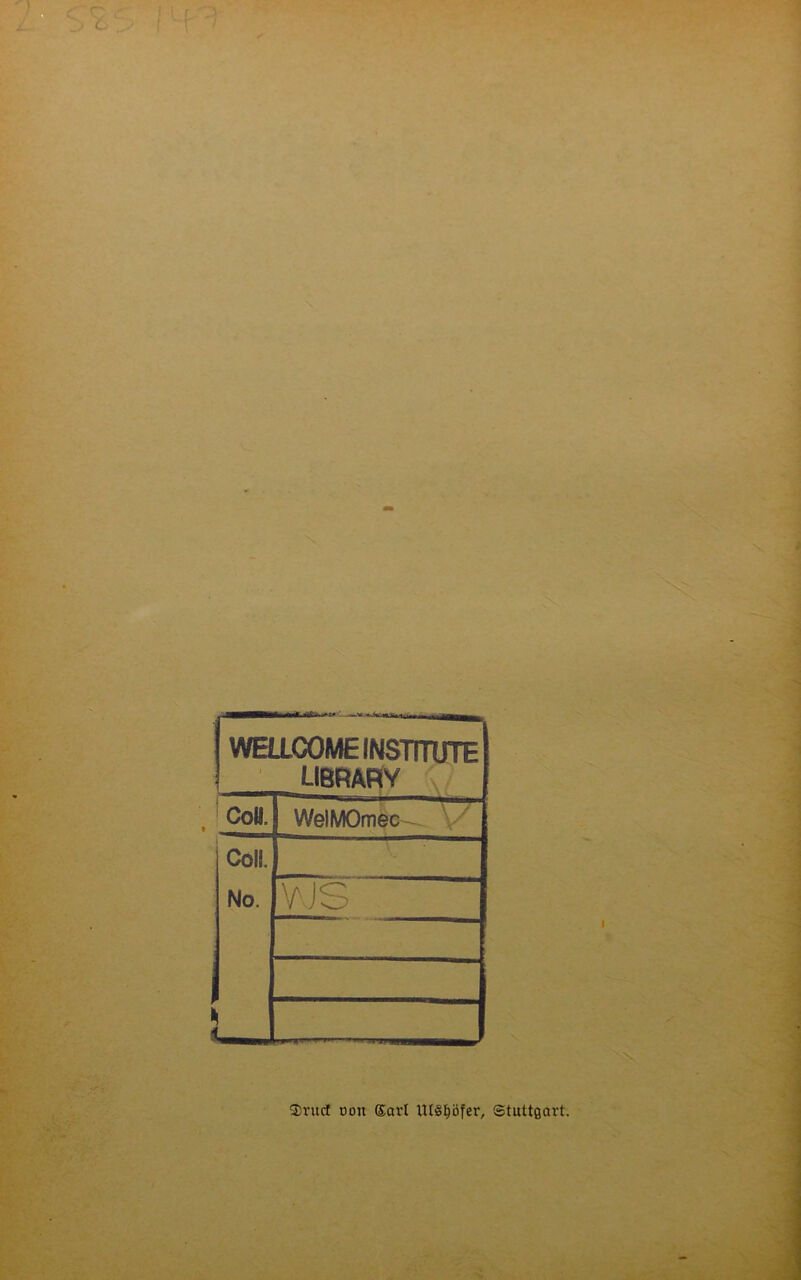 WELLCOME INSTITUTE
LIBRARY
Coll. WelMOmec
Coll.
No. WS
Druck von Carl Ulshöfer, Stuttgart.